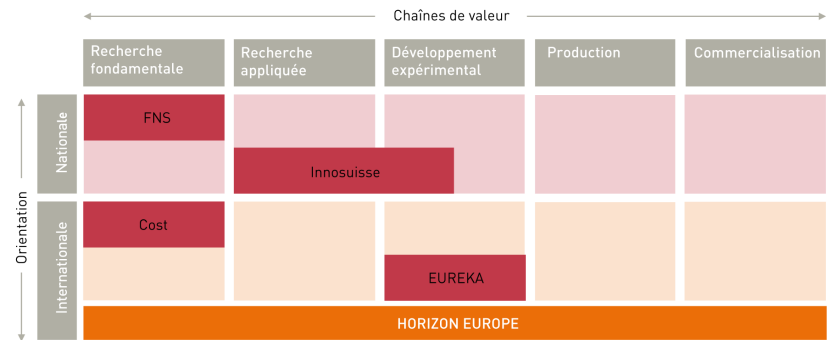 Chaînes de valeur
Recherche
fondamentale
Recherche
appliquée
Développement
expérimental
Production
Commercialisation
Orientation
Nationale
FNS
Innosuisse
Internationale
Cost
EUREKA
HORIZON EUROPE